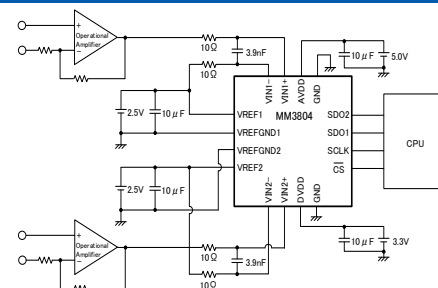 +
Operational
Amplifier
-
10Ω
3.9nF
10Ω
10μF
5.0V
2.5V
10μF
VIN1-
VIN1+
AVDD
GND
MM3804
VREF1
VREFGND1
VREFGND2
VREF2
SDO2
SDO1
SCLK
CS
CPU
2.5V
10μF
VIN2-
VIN2+
DVDD
GND
10μF
3.3V
+
Operational
Amplifier
-
10Ω
3.9nF
10Ω